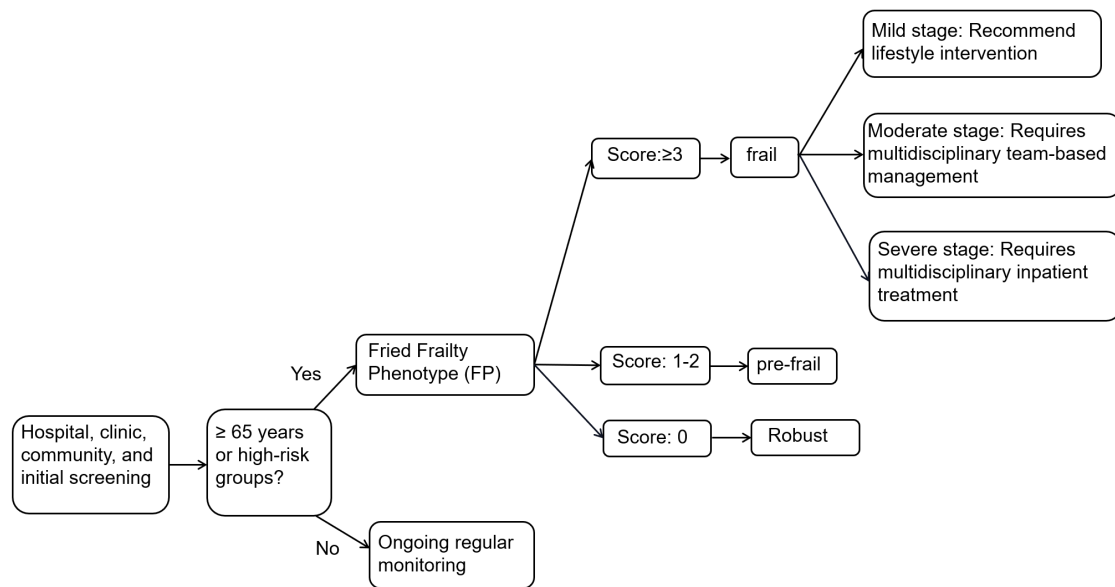 Mild stage: Recommend
lifestyle intervention
Moderate stage: Requires
multidisciplinary team-based
management
Score:≥3
frail
Severe stage: Requires
multidisciplinary inpatient
treatment
Fried Frailty
Phenotype (FP)
Score: 1-2
pre-frail
Yes
Hospital, clinic,
community, and
initial screening
≥ 65 years
or high-risk
groups?
Score: 0
Robust
No
Ongoing regular
monitoring